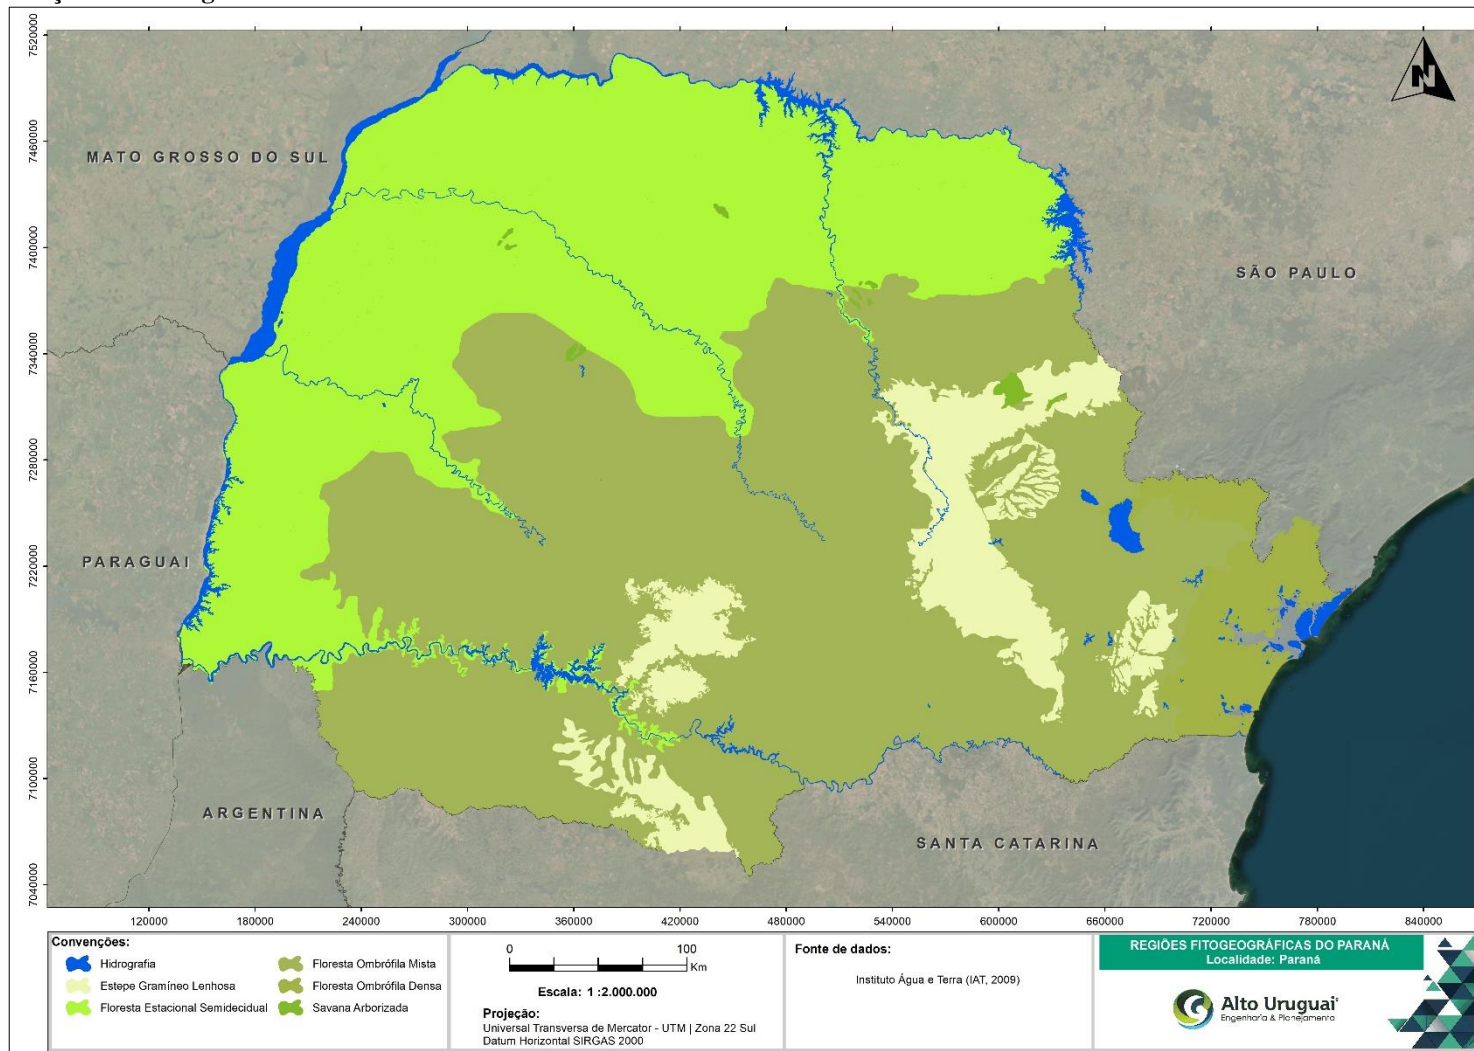 7520000
7460000
7400000
7340000
7280000
7220000
7160000
7100000
7040000
N
MATO GROSSO DO SUL
SÃO PAULO
PARAGUAI
ARGENTINA
SANTA CATARINA
120000 180000 240000 300000 360000 420000 480000 540000 600000 660000 720000 780000 840000
Convenções:
Hidrografia
Estepe Gramíneo Lenhosa
Floresta Estacional Semidecidual
Floresta Ombrófila Mista
Floresta Ombrófila Densa
Savana Arborizada
0 100
Km
Escala: 1 :2.000.000
Projeção:
Universal Transversa de Mercator - UTM | Zona 22 Sul
Datum Horizontal SIRGAS 2000
Fonte de dados:
Instituto Água e Terra (IAT, 2009)
REGIÕES FITOGEOGRÁFICAS DO PARANÁ
Localidade: Paraná
Alto Uruguai
Engenharia & Planejamento